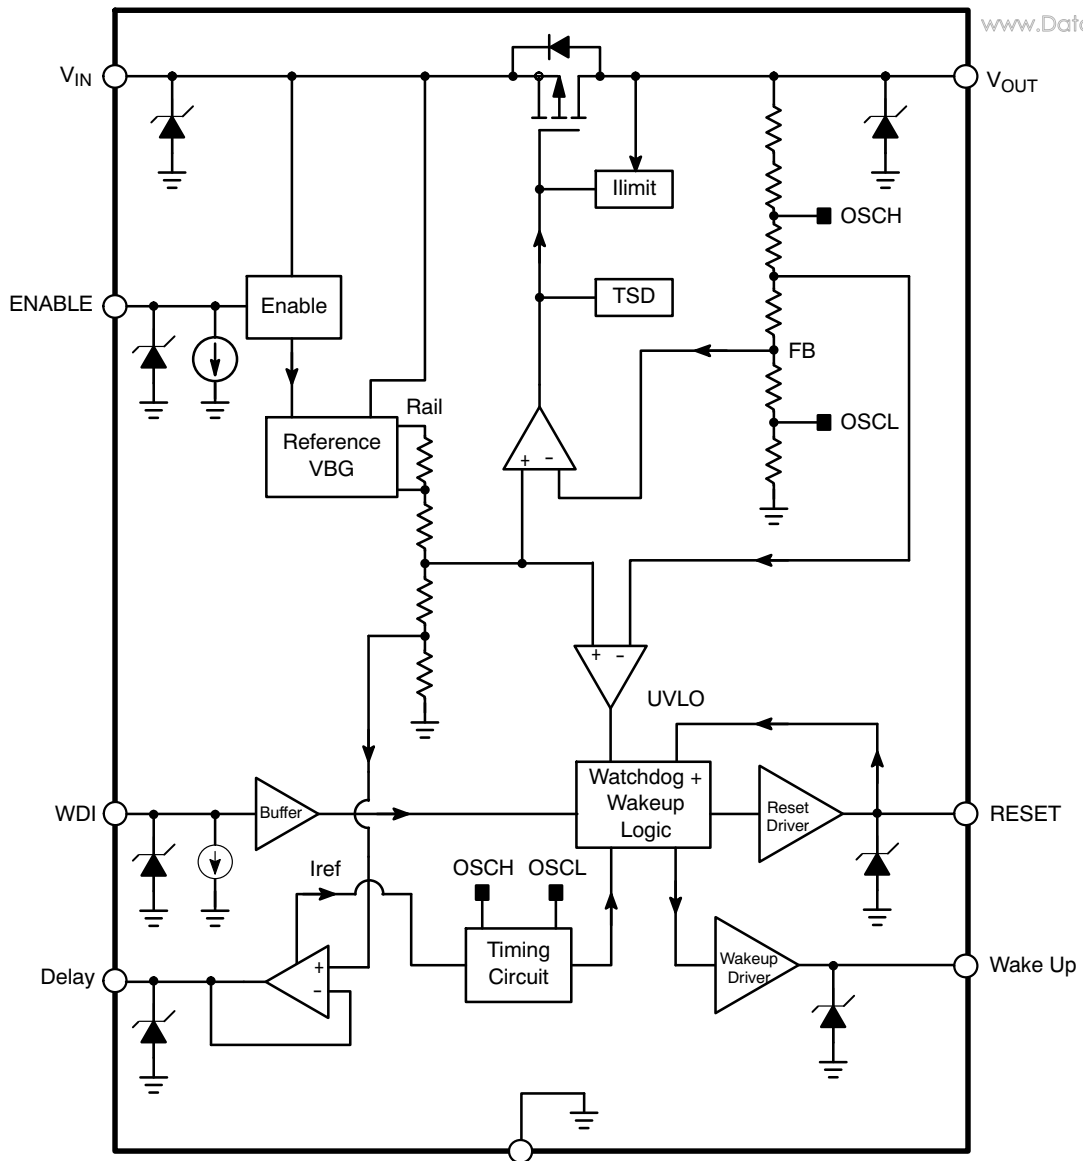 www.Data
VIN
VOUT
Ilimit
OSCH
ENABLE
Enable
TSD
FB
Rail
Reference
VBG
OSCL
+ −
+ −
UVLO
Watchdog +
Wakeup
Logic
WDI
Buffer
Reset
Driver
RESET
Iref
OSCH OSCL
Timing
Circuit
Delay
+
−
Wakeup
Driver
Wake Up